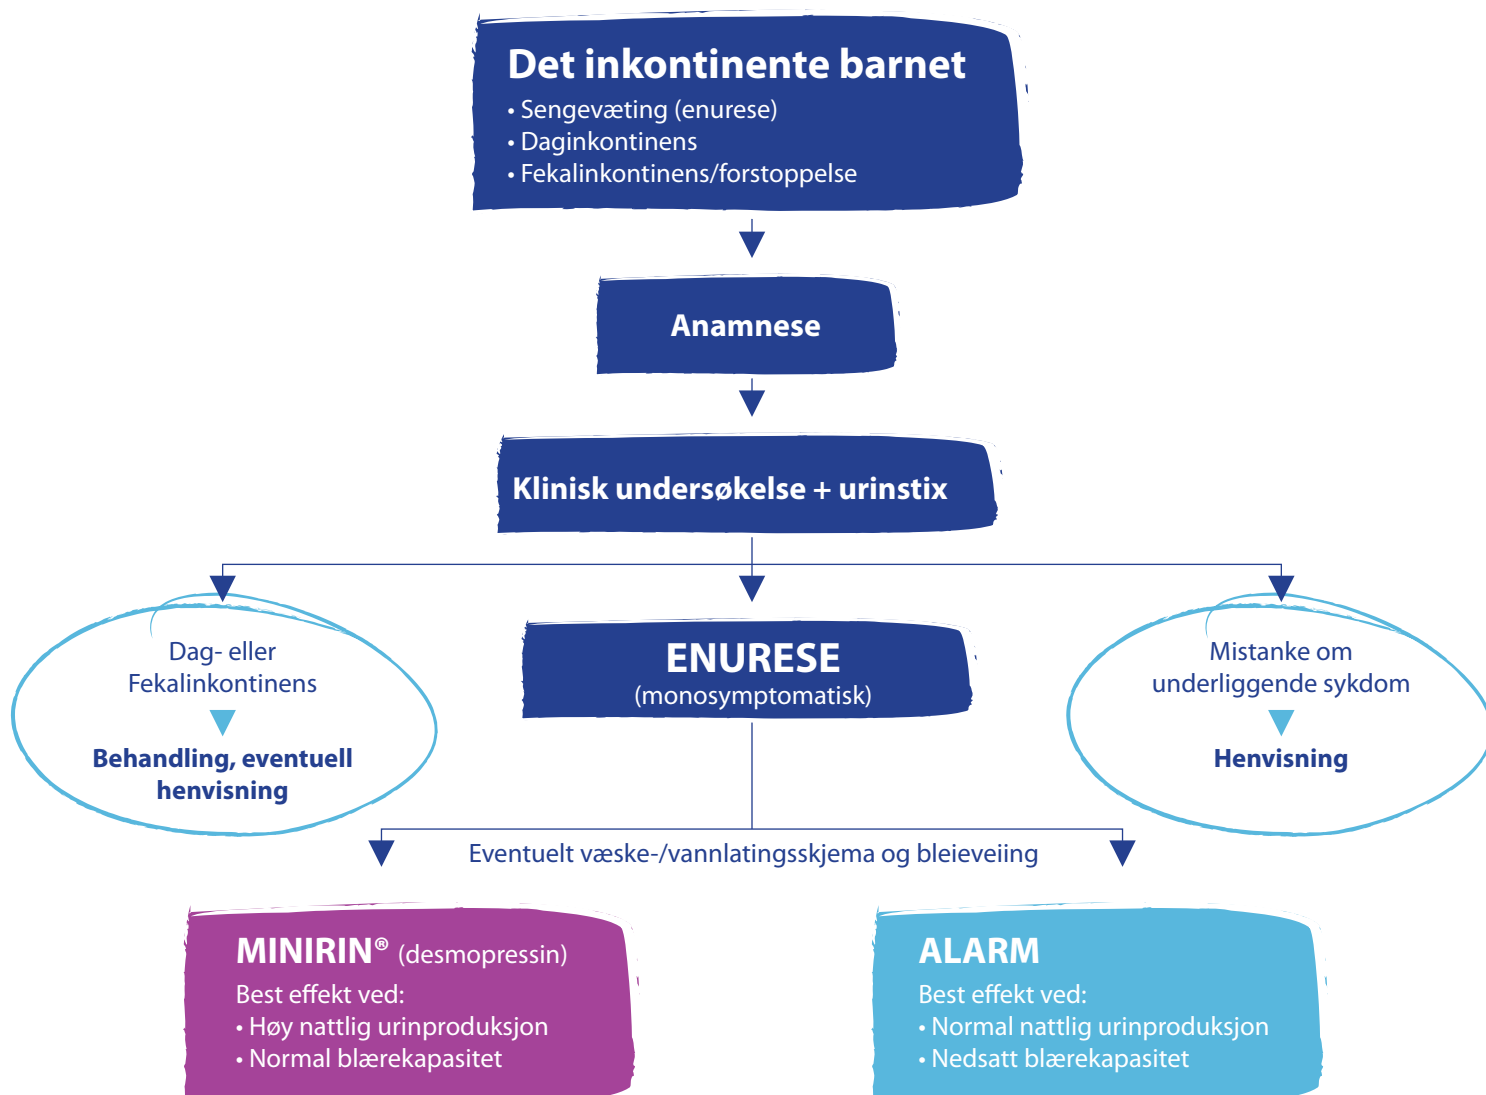 Det inkontinente barnet
• Sengevæting (enurese)
• Daginkontinens
• Fekalinkontinens/forstoppelse
Anamnese
Klinisk undersøkelse + urinstix
Dag- eller
Fekalinkontinens
Behandling, eventuell
henvisning
ENURESE
(monosymptomatisk)
Mistanke om
underliggende sykdom
Henvisning
Eventuelt væske-/vannlatingsskjema og bleieveiing
MINIRIN® (desmopressin)
Best effekt ved:
• Høy nattlig urinproduksjon
• Normal blærekapasitet
ALARM
Best effekt ved:
• Normal nattlig urinproduksjon
• Nedsatt blærekapasitet